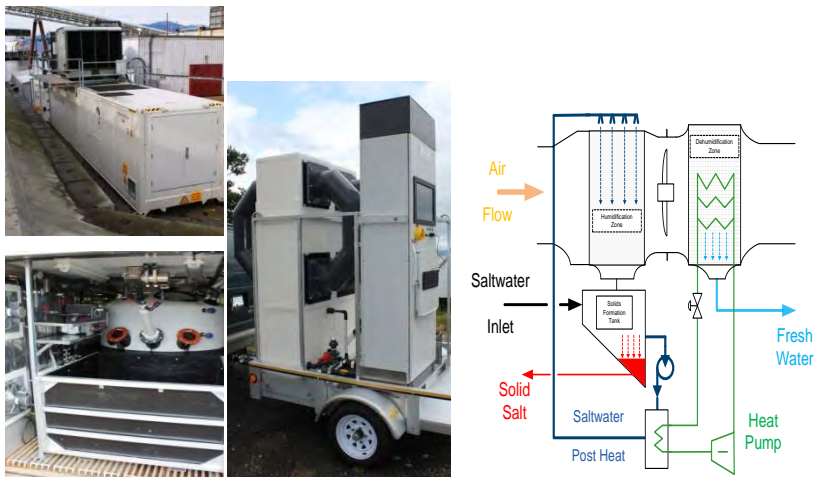 Air
Flow
Humidification
Zone
Dehumidification
Zone
Saltwater
Inlet
Solids
Formation
Tank
Fresh
Water
Solid
Salt
Saltwater
Post Heat
Heat
Pump